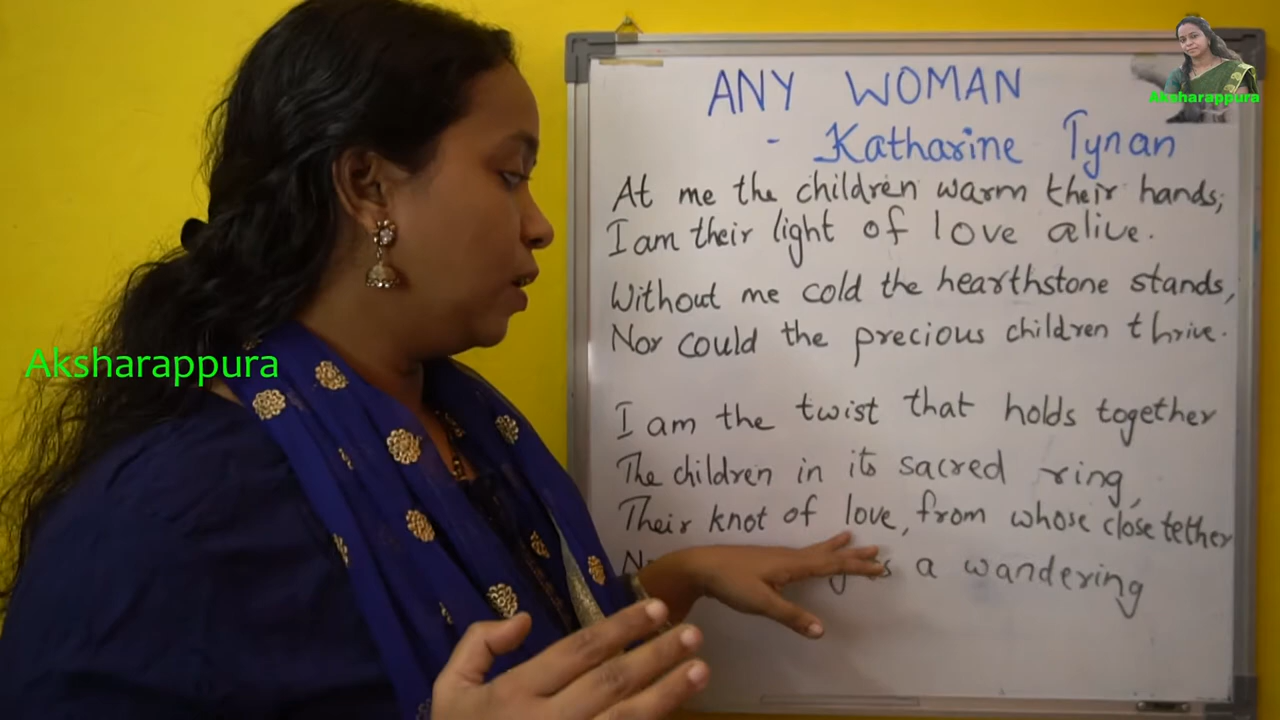 ANY WOMAN
- Katharine Tynan
At me the children warm their hands;
I am their light of love alive.
Without me cold the hearthstone stands,
Nor could the precious children thrive.
I am the twist that holds together
The children in its sacred ring,
Their knot of love, from whose close tether
a wandering
Aksharappura
Aksharappura